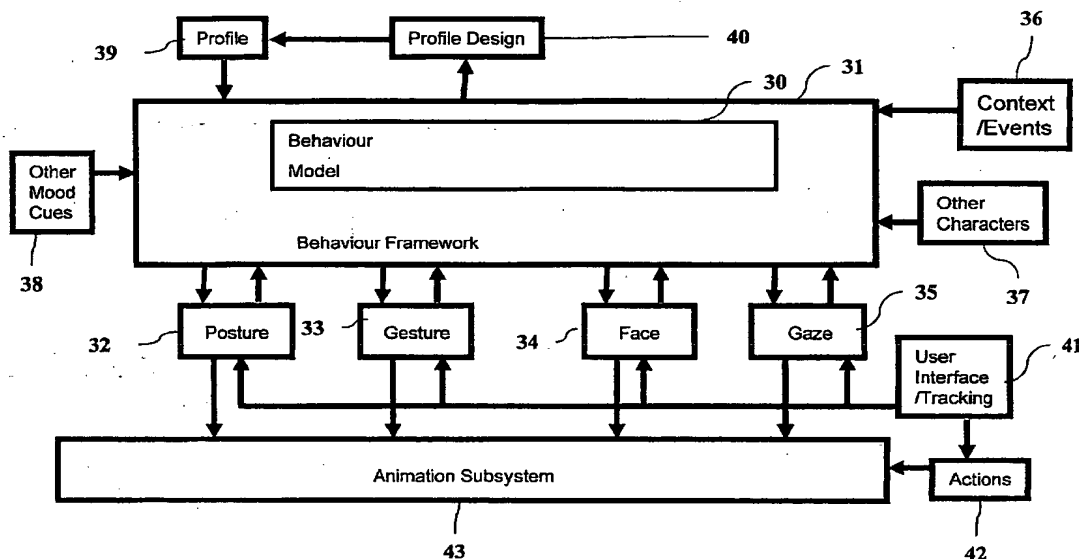 39
Profile
Profile Design
40
36
30
31
Context
/Events
Behaviour
Model
Other
Mood
Cues
38
Behaviour Framework
Other
Characters
37
32
Posture
33
Gesture
34
Face
35
Gaze
User
Interface
/Tracking
41
Animation Subsystem
Actions
43
42